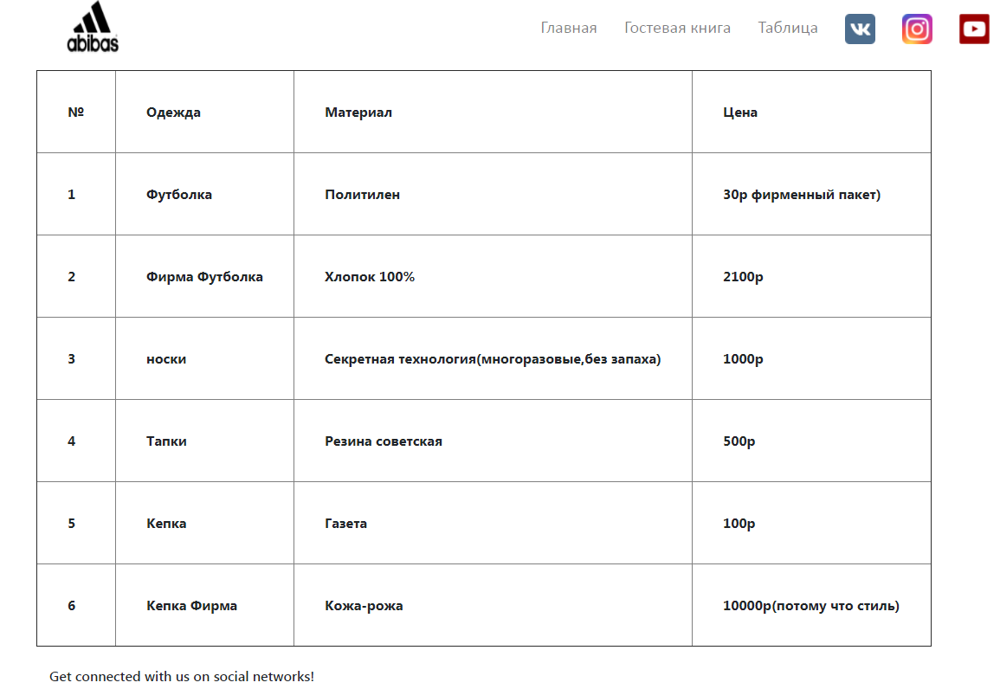 abibas
Главная Гостевая книга Таблица
№ Одежда Материал Цена
1 Футболка Политилен 30р фирменный пакет)
2 Фирма Футболка Хлопок 100% 2100р
3 носки Секретная технология(многоразовые,без запаха) 1000р
4 Тапки Резина советская 500р
5 Кепка Газета 100р
6 Кепка Фирма Кожа-рожа 10000р(потому что стиль)
Get connected with us on social networks!